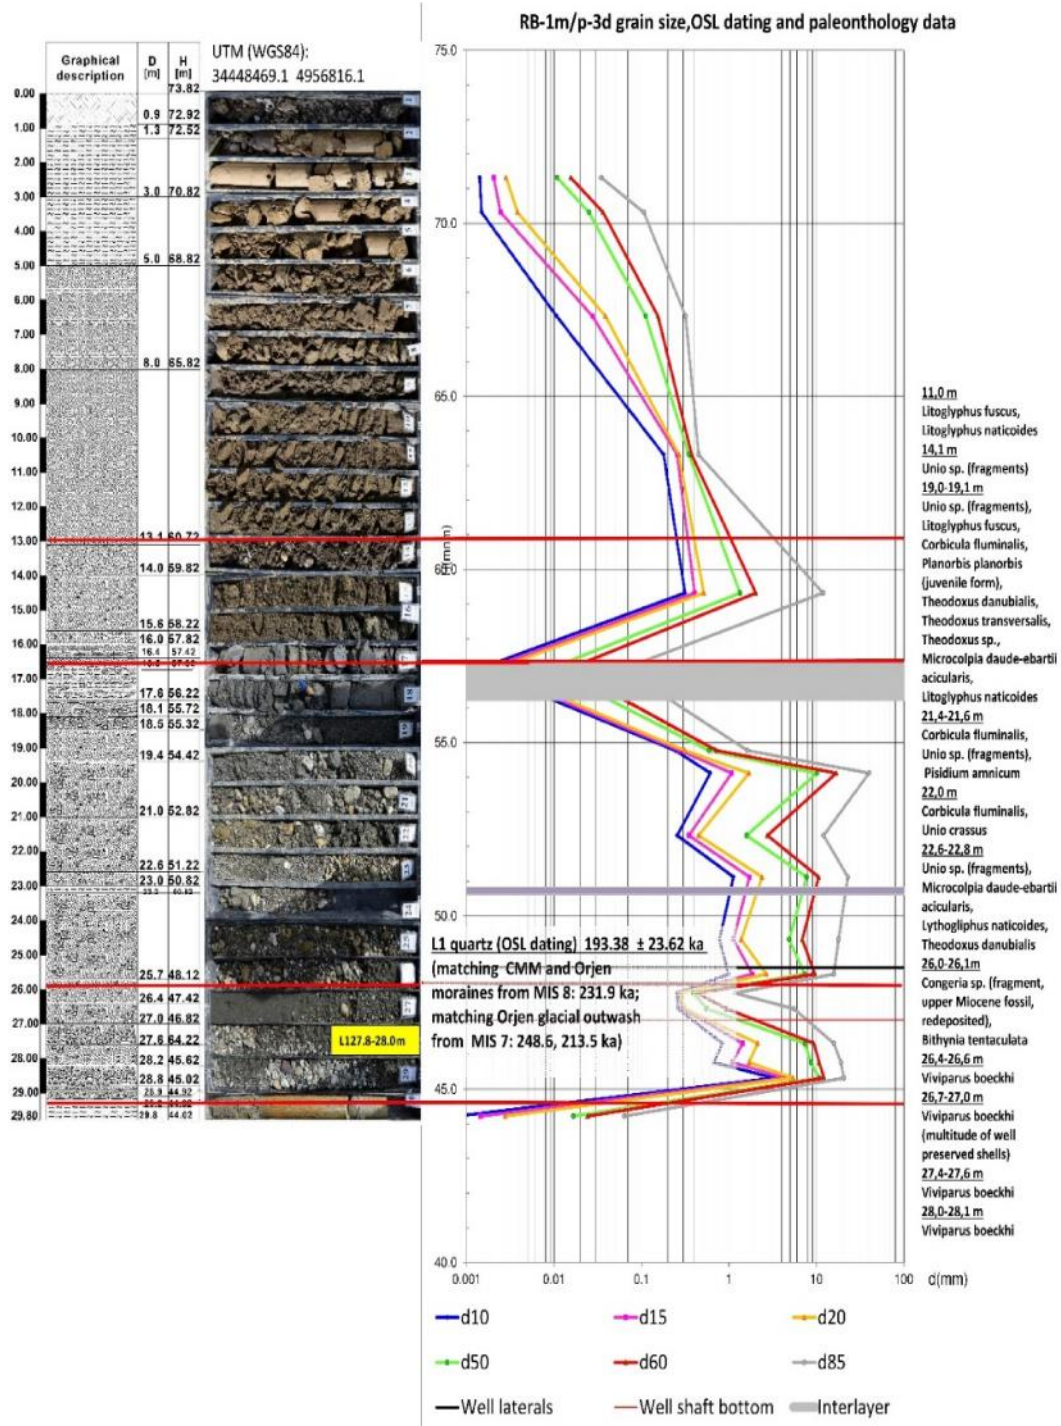 RB-1m/p-3d grain size,OSL dating and paleonthology data
UTM (WGS84):
34448469.1 4956816.1
Graphical description
D [m]
H [m]
73.82
0.9 72.92
1.3 72.52
3.0 70.82
5.0 68.82
8.0 65.82
13.1 60.72
14.0 59.82
15.6 58.22
16.0 57.82
16.4 57.42
17.6 56.22
18.1 55.72
18.5 55.32
19.4 54.42
21.0 52.82
22.6 51.22
23.0 50.82
25.7 48.12
26.4 47.42
27.0 46.82
27.6 64.22
28.2 45.62
28.8 45.02
28.9 44.92
29.8 44.02
0.00
1.00
2.00
3.00
4.00
5.00
6.00
7.00
8.00
9.00
10.00
11.00
12.00
13.00
14.00
15.00
16.00
17.00
18.00
19.00
20.00
21.00
22.00
23.00
24.00
25.00
26.00
27.00
28.00
29.00
29.80
L127.8-28.0m
75.0
70.0
65.0
60.0
55.0
50.0
45.0
40.0
L1 quartz (OSL dating) 193.38 ± 23.62 ka
(matching CMM and Orjen
moraines from MIS 8: 231.9 ka;
matching Orjen glacial outwash
from MIS 7: 248.6, 213.5 ka)
11,0 m
Litoglyphus fuscus,
Litoglyphus naticoides
14,1 m
Unio sp. (fragments)
19,0-19,1 m
Unio sp. (fragments),
Litoglyphus fuscus,
Corbicula fluminalis,
Planorbis planorbis
(juvenile form),
Theodoxus danubialis,
Theodoxus transversalis,
Theodoxus sp.,
Microcolpia daude-ebartii
acicularis,
Litoglyphus naticoides
21,4-21,6 m
Corbicula fluminalis,
Unio sp. (fragments),
Pisidium amnicum
22,0 m
Corbicula fluminalis,
Unio crassus
22,6-22,8 m
Unio sp. (fragments),
Microcolpia daude-ebartii
acicularis,
Lythogliphus naticoides,
Theodoxus danubialis
26,0-26,1m
Congeria sp. (fragment,
upper Miocene fossil,
redeposited),
Bithynia tentaculata
26,4-26,6 m
Viviparus boeckhi
26,7-27,0 m
Viviparus boeckhi
(multitude of well
preserved shells)
27,4-27,6 m
Viviparus boeckhi
28,0-28,1 m
Viviparus boeckhi
0.001 0.01 0.1 1 10 100 d(mm)
d10 d15 d20
d50 d60 d85
Well laterals Well shaft bottom Interlayer